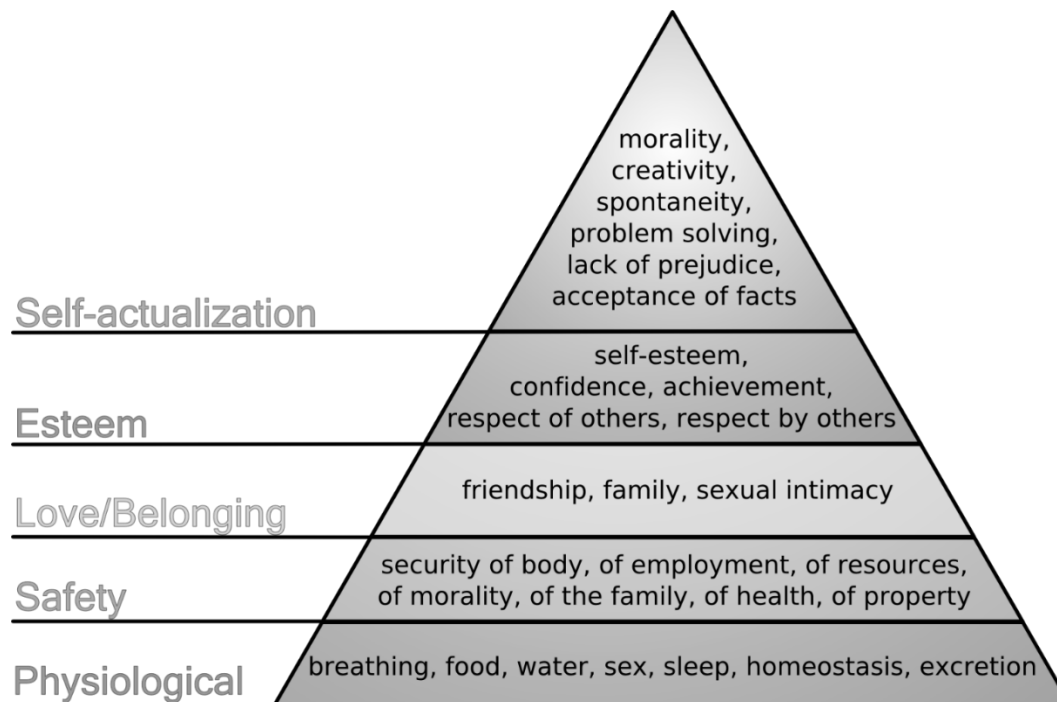 morality,
creativity,
spontaneity,
problem solving,
lack of prejudice,
acceptance of facts
Self-actualization
self-esteem,
confidence, achievement,
respect of others, respect by others
Esteem
friendship, family, sexual intimacy
Love/Belonging
security of body, of employment, of resources,
of morality, of the family, of health, of property
Safety
breathing, food, water, sex, sleep, homeostasis, excretion
Physiological